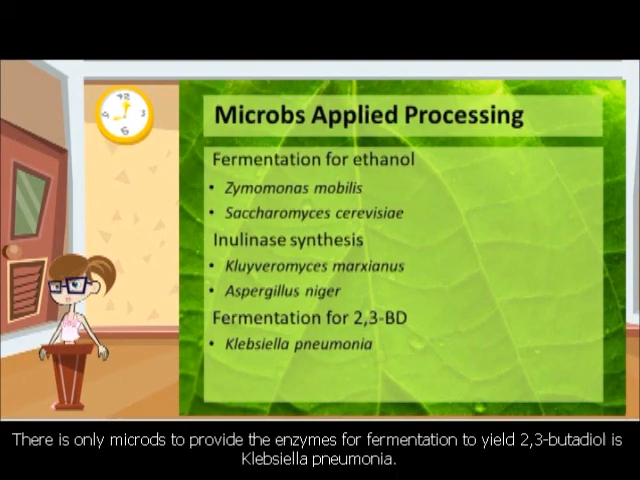 Microbs Applied Processing
Fermentation for ethanol
• Zymomonas mobilis
• Saccharomyces cerevisiae
Inulinase synthesis
• Kluyveromyces marxianus
• Aspergillus niger
Fermentation for 2,3-BD
• Klebsiella pneumonia
There is only microds to provide the enzymes for fermentation to yield 2,3-butadiol is
Klebsiella pneumonia.